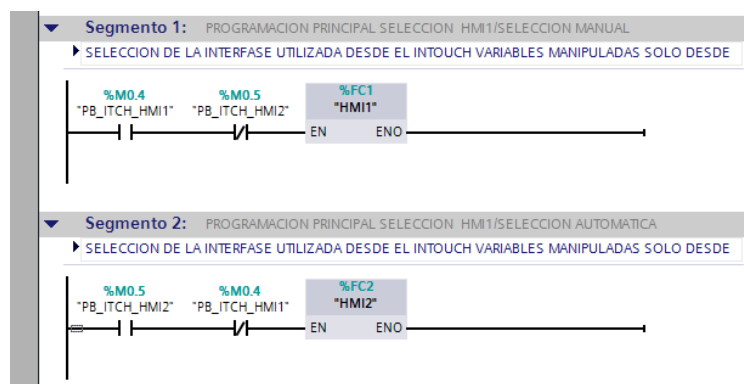 Segmento 1: PROGRAMACION PRINCIPAL SELECCION HMI1/SELECCION MANUAL
SELECCION DE LA INTERFASE UTILIZADA DESDE EL INTOUCH VARIABLES MANIPULADAS SOLO DESDE
%M0.4 %M0.5 %FC1
"PB_ITCH_HMI1" "PB_ITCH_HMI2" "HMI1"
EN ENO
Segmento 2: PROGRAMACION PRINCIPAL SELECCION HMI1/SELECCION AUTOMATICA
SELECCION DE LA INTERFASE UTILIZADA DESDE EL INTOUCH VARIABLES MANIPULADAS SOLO DESDE
%M0.5 %M0.4 %FC2
"PB_ITCH_HMI2" "PB_ITCH_HMI1" "HMI2"
EN ENO